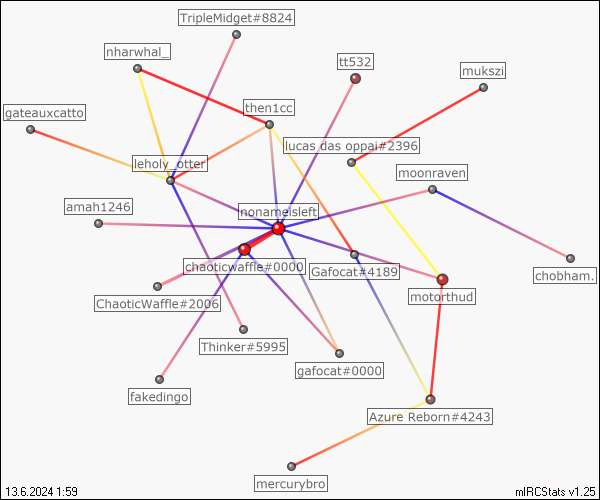 TripleMidget#8824
nharwhal_
tt532
mukszi
gateauxcatto
then1cc
lucas das oppai#2396
leholy_otter
moonraven
amah1246
nonameisleft
chaoticwaffle#0000
Gafocat#4189
chobham.
ChaoticWaffle#2006
motorthud
Thinker#5995
gafocat#0000
fakedingo
Azure Reborn#4243
mercurybro
13.6.2024 1:59
mIRCStats v1.25